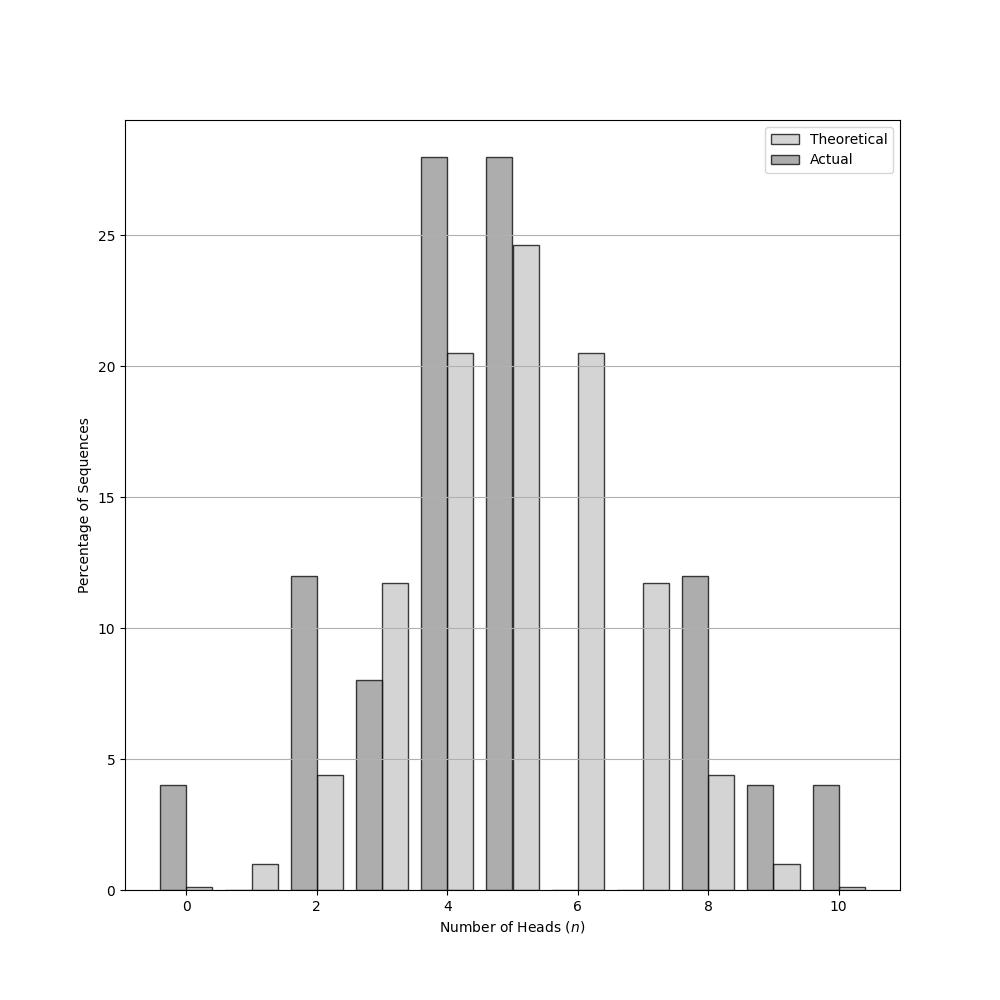 Theoretical
Actual
25
20
15
10
5
0
Percentage of Sequences
0 2 4 6 8 10
Number of Heads (n)